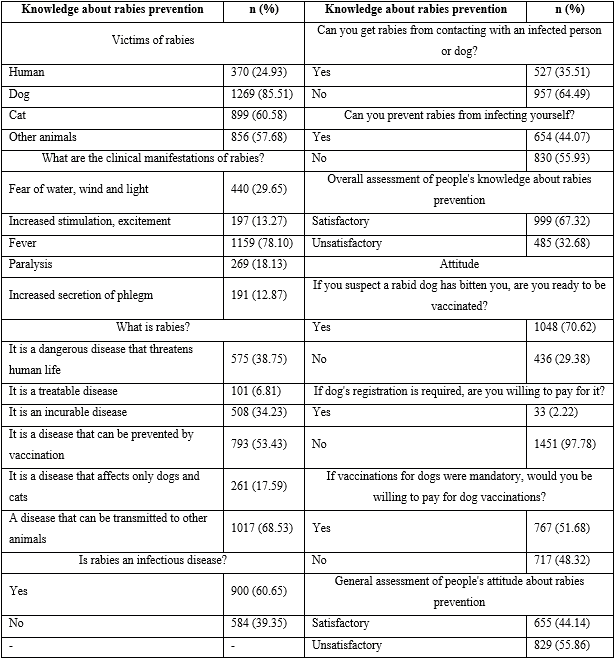 Knowledge about rabies prevention n (%)
Victims of rabies
Human 370 (24.93)
Dog 1269 (85.51)
Cat 899 (60.58)
Other animals 856 (57.68)
What are the clinical manifestations of rabies?
Fear of water, wind and light 440 (29.65)
Increased stimulation, excitement 197 (13.27)
Fever 1159 (78.10)
Paralysis 269 (18.13)
Increased secretion of phlegm 191 (12.87)
What is rabies?
It is a dangerous disease that threatens
human life 575 (38.75)
It is a treatable disease 101 (6.81)
It is an incurable disease 508 (34.23)
It is a disease that can be prevented by
vaccination 793 (53.43)
It is a disease that affects only dogs and
cats 261 (17.59)
A disease that can be transmitted to other
animals 1017 (68.53)
Is rabies an infectious disease?
Yes 900 (60.65)
No 584 (39.35)
- -
Knowledge about rabies prevention n (%)
Can you get rabies from contacting with an infected person
or dog?
Yes 527 (35.51)
No 957 (64.49)
Can you prevent rabies from infecting yourself?
Yes 654 (44.07)
No 830 (55.93)
Overall assessment of people's knowledge about rabies
prevention
Satisfactory 999 (67.32)
Unsatisfactory 485 (32.68)
Attitude
If you suspect a rabid dog has bitten you, are you ready to be
vaccinated?
Yes 1048 (70.62)
No 436 (29.38)
If dog's registration is required, are you willing to pay for it?
Yes 33 (2.22)
No 1451 (97.78)
If vaccinations for dogs were mandatory, would you be
willing to pay for dog vaccinations?
Yes 767 (51.68)
No 717 (48.32)
General assessment of people's attitude about rabies
prevention
Satisfactory 655 (44.14)
Unsatisfactory 829 (55.86)